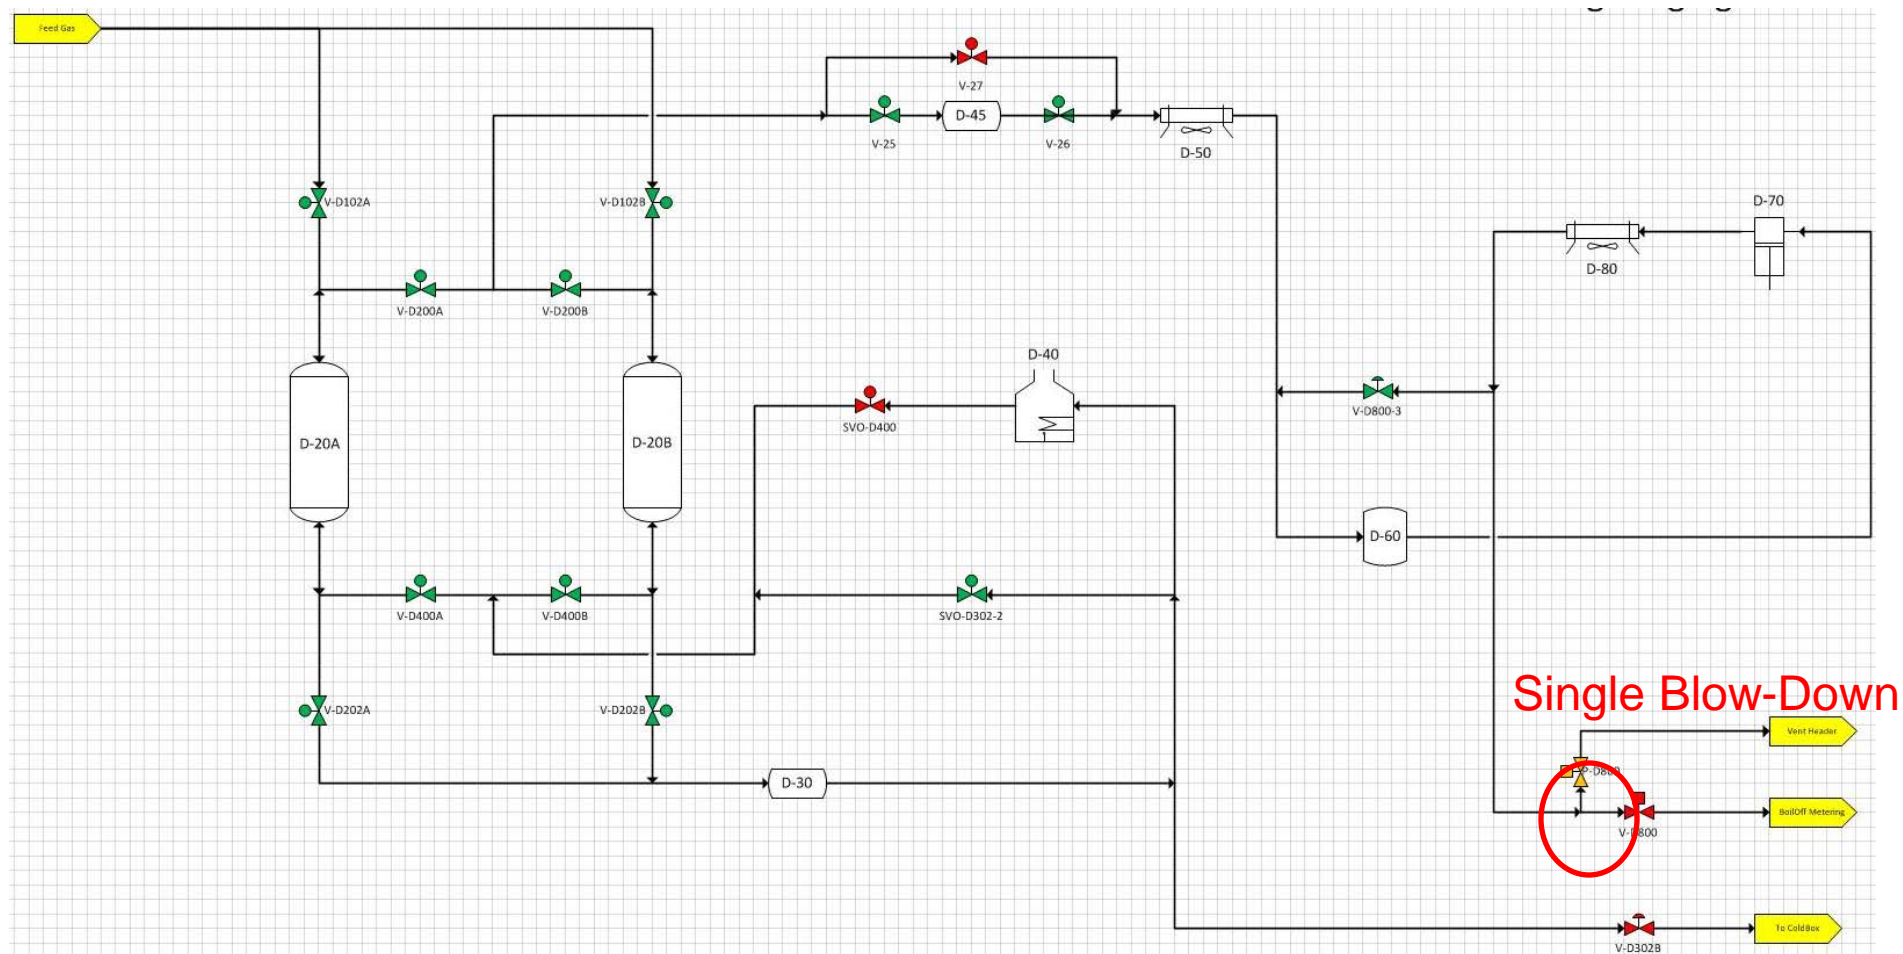 Feed Gas
V-27
V-25
D-45
V-26
D-50
V-D102A
V-D102B
D-70
D-80
V-D200A
V-D200B
D-40
SVO-D400
V-D800-3
D-20A
D-20B
D-60
V-D400A
V-D400B
SVO-D302-2
Single Blow-Down
V-D202A
V-D202B
Vent Header
D-30
BoilOff Metering
V-D800
To ColdBox
V-D302B